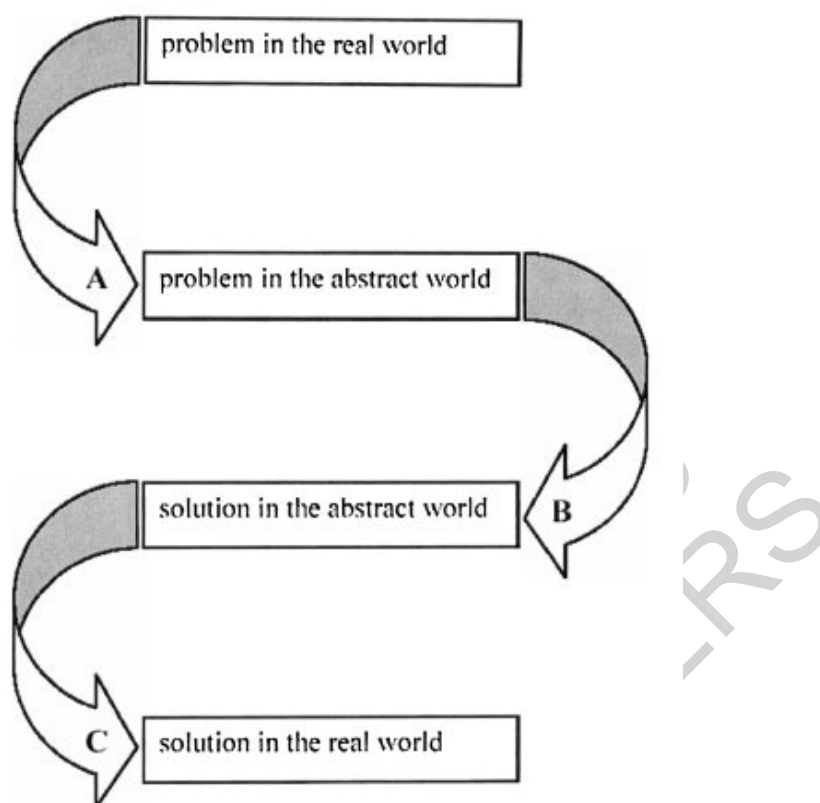 problem in the real world
A
problem in the abstract world
solution in the abstract world
B
C
solution in the real world